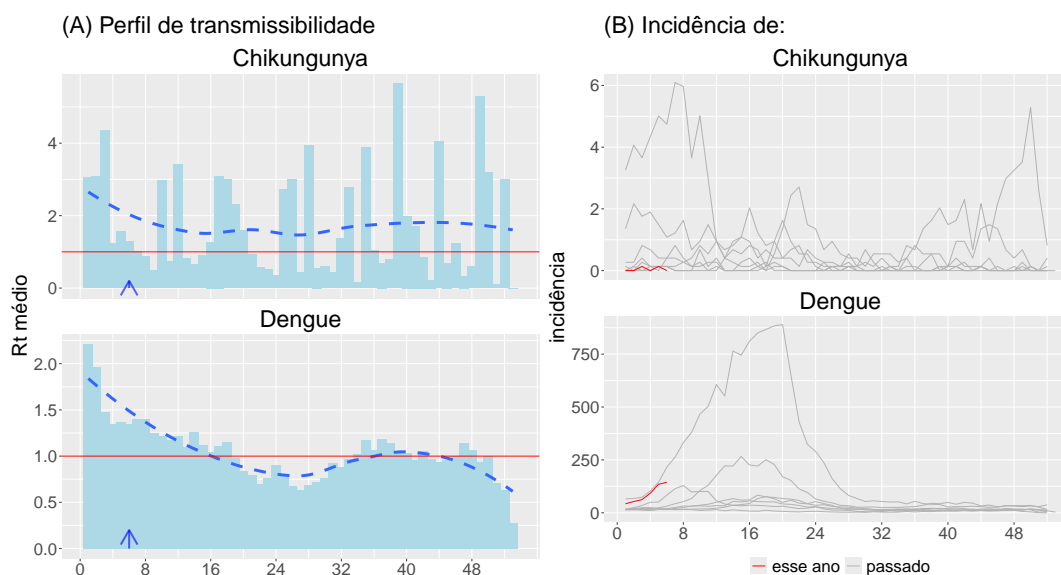 (A) Perfil de transmissibilidade
Chikungunya
4
2
0
Dengue
2.0
1.5
1.0
0.5
0.0
0 8 16 24 32 40 48
Rt médio
(B) Incidência de:
Chikungunya
6
4
2
0
Dengue
750
500
250
0
0 8 16 24 32 40 48
incidência
esse ano passado